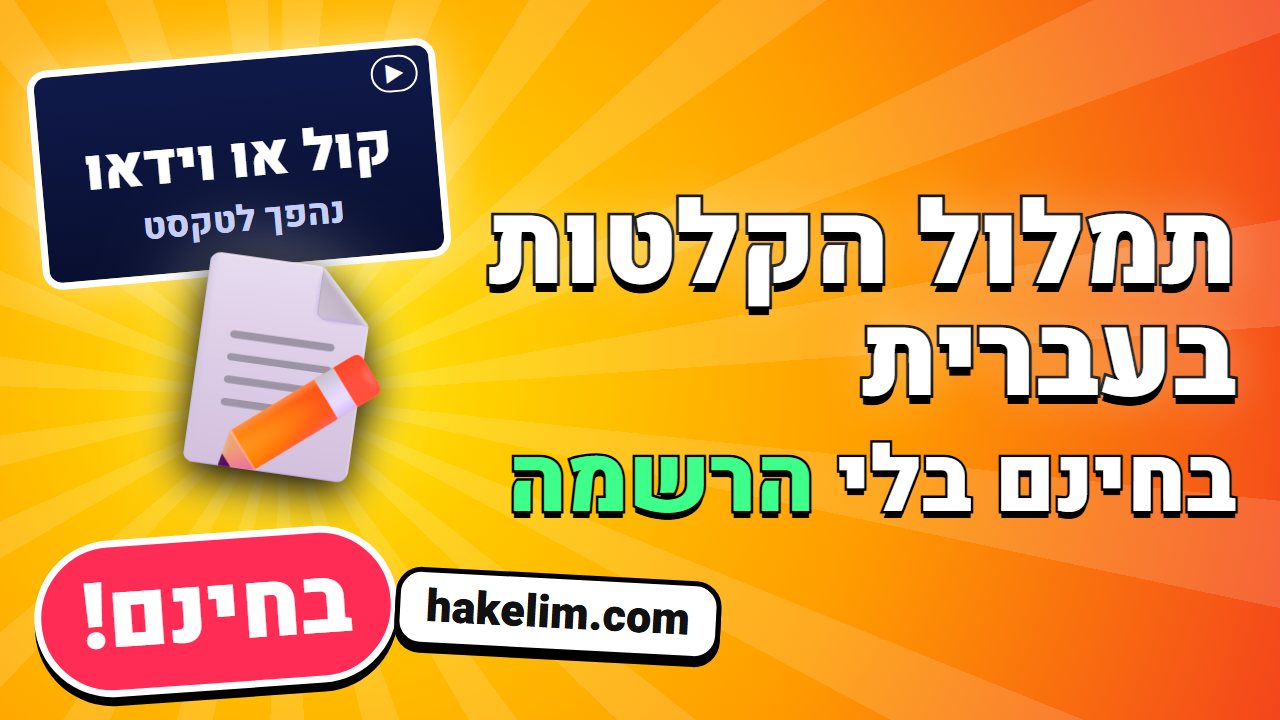 קול או וידאו
נהפך לטקסט
תמלול הקלטות
בעברית
בחינם בלי הרשמה
בחינם!
hakelim.com